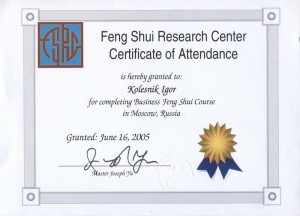 FSRC
Feng Shui Research Center
Certificate of Attendance
is hereby granted to:
Kolesnik Igor
for completing Business Feng Shui Course
in Moscow, Russia
Granted: June 16, 2005
Master Joseph Yu